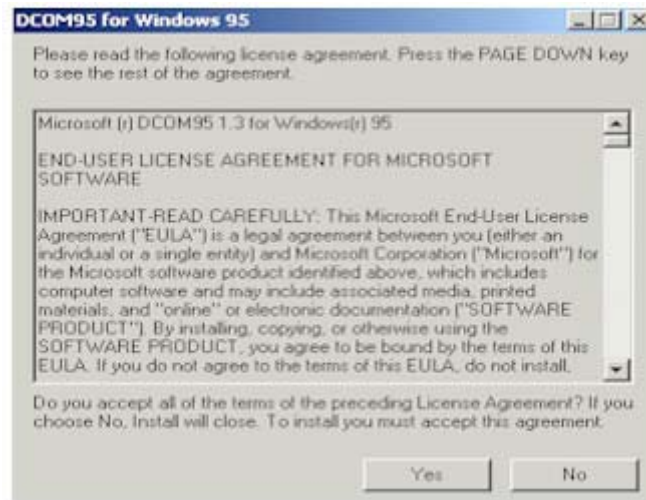 DCOM95 for Windows 95
Please read the following license agreement. Press the PAGE DOWN key
to see the rest of the agreement.
Microsoft (r) DCOM95 1.3 for Windows(r) 95
END-USER LICENSE AGREEMENT FOR MICROSOFT
SOFTWARE
IMPORTANT-READ CAREFULLY: This Microsoft End-User License
Agreement ("EULA") is a legal agreement between you (either an
individual or a single entity) and Microsoft Corporation ("Microsoft") for
the Microsoft software product identified above, which includes
computer software and may include associated media, printed
materials, and "online" or electronic documentation ("SOFTWARE
PRODUCT"). By installing, copying, or otherwise using the
SOFTWARE PRODUCT, you agree to be bound by the terms of this
EULA. If you do not agree to the terms of this EULA, do not install,
Do you accept all of the terms of the preceding License Agreement? If you
choose No, Install will close. To install you must accept this agreement.
Yes No